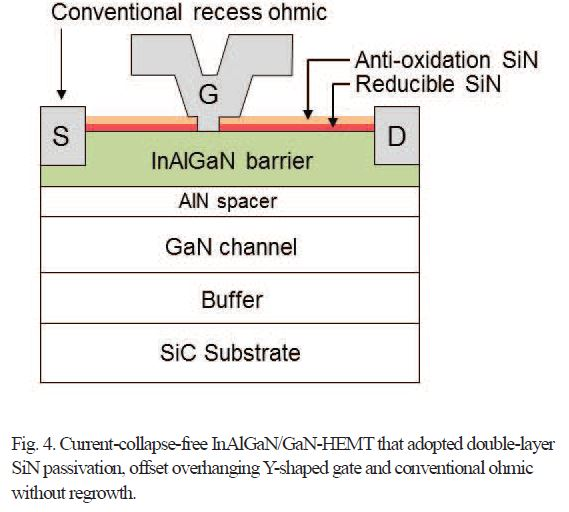 Conventional recess ohmic
Anti-oxidation SiN
Reducible SiN
G
S
D
InAlGaN barrier
AlN spacer
GaN channel
Buffer
SiC Substrate
Fig. 4. Current-collapse-free InAlGaN/GaN-HEMT that adopted double-layer
SiN passivation, offset overhanging Y-shaped gate and conventional ohmic
without regrowth.